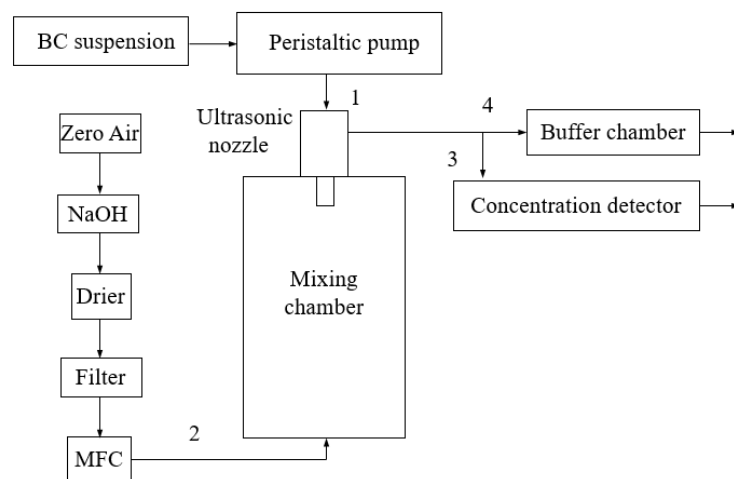 BC suspension
Peristaltic pump
1
Ultrasonic
nozzle
4
Buffer chamber
3
Concentration detector
Zero Air
NaOH
Drier
Filter
MFC
2
Mixing
chamber